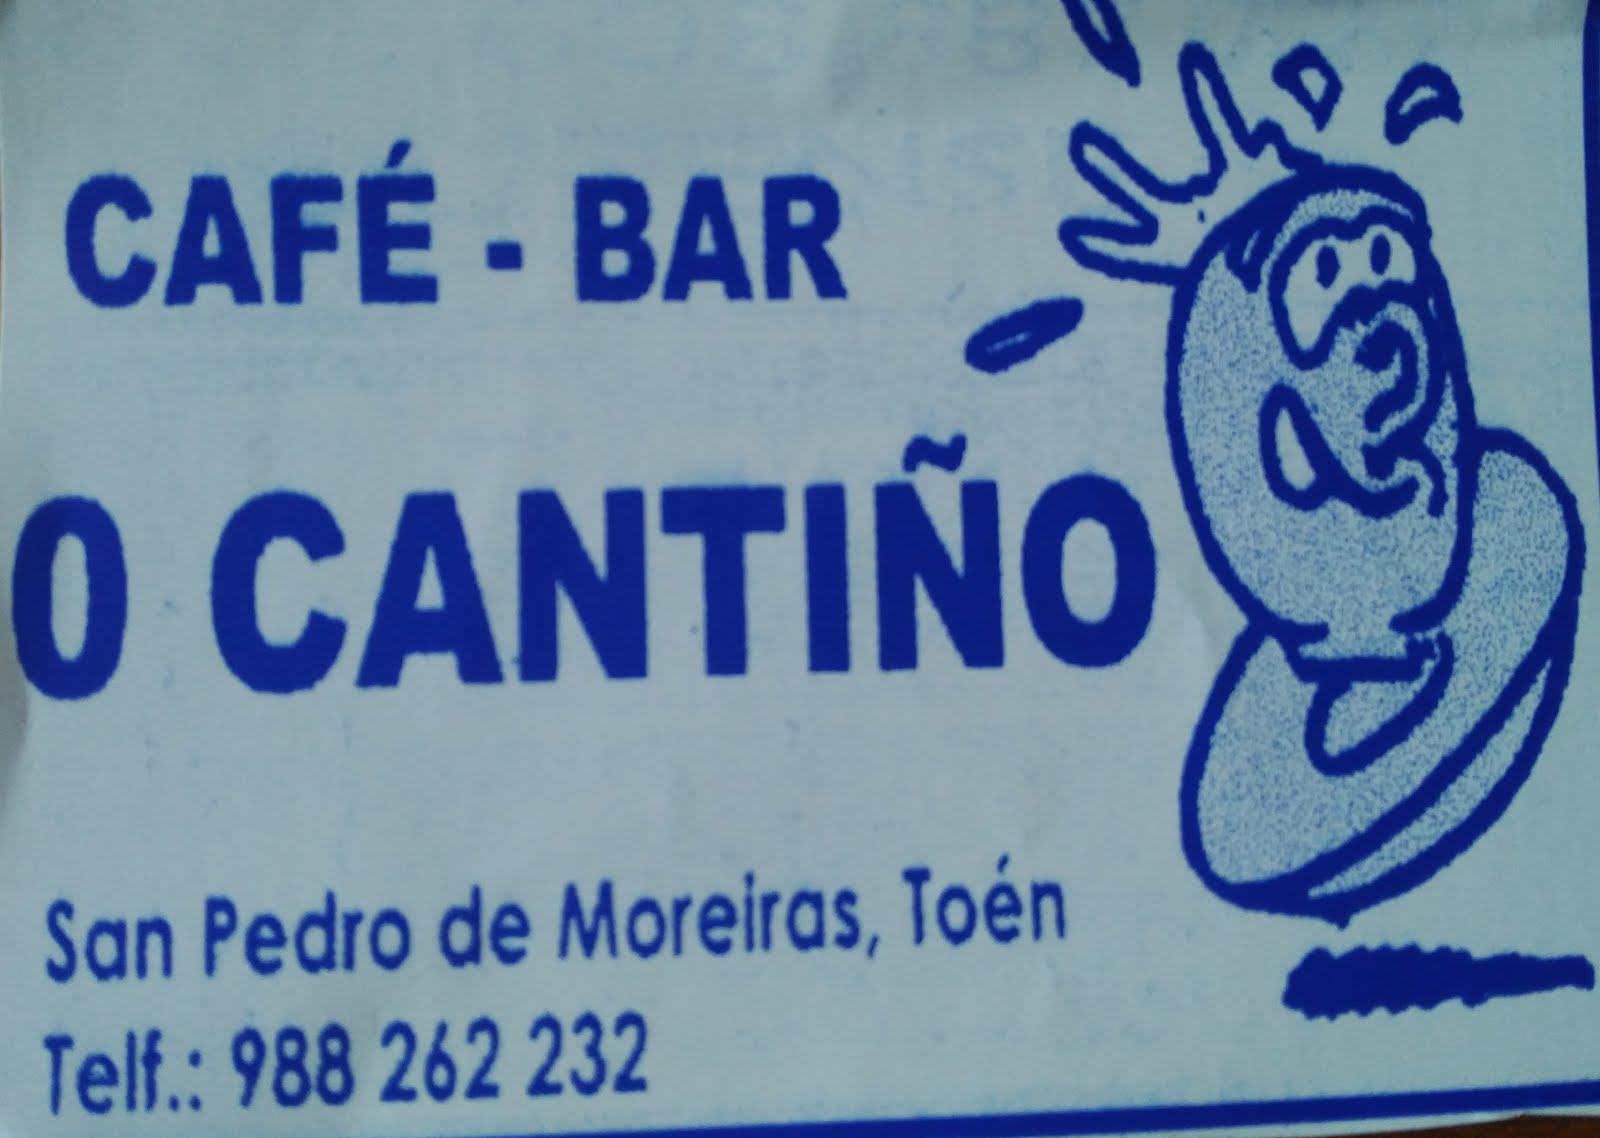 CAFÉ - BAR
O CANTIÑO
San Pedro de Moreiras, Toén
Telf.: 988 262 232